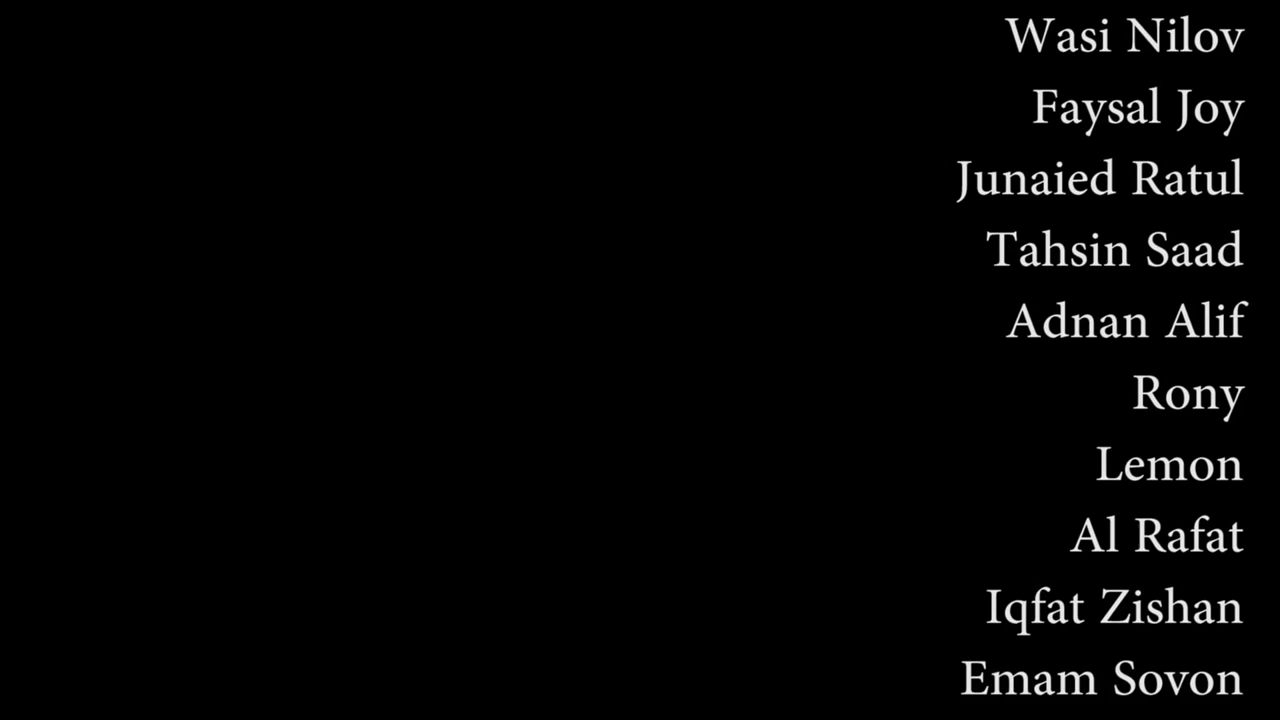 Wasi Nilov
Faysal Joy
Junaied Ratul
Tahsin Saad
Adnan Alif
Rony
Lemon
Al Rafat
Iqfat Zishan
Emam Sovon